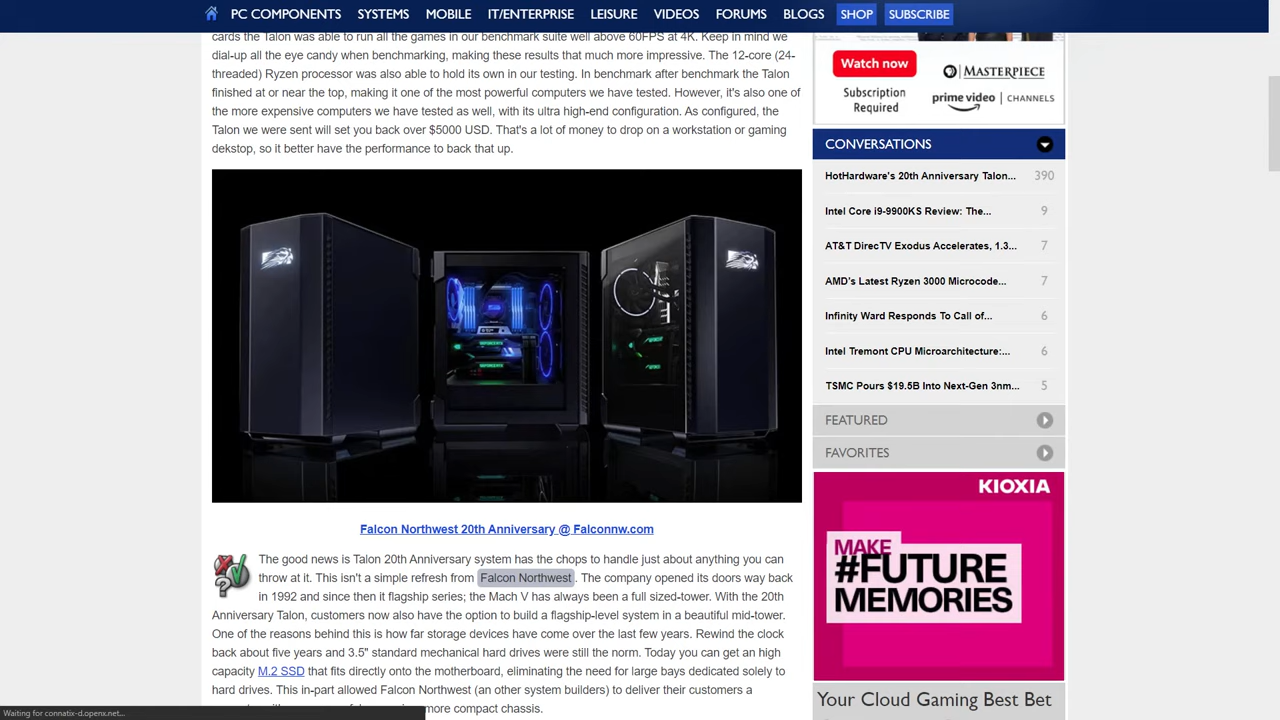 PC COMPONENTS SYSTEMS MOBILE IT/ENTERPRISE LEISURE VIDEOS FORUMS BLOGS SHOP SUBSCRIBE
cards the Talon was able to run all the games in our benchmark suite well above 60FPS at 4K. Keep in mind we
dial-up all the eye candy when benchmarking, making these results that much more impressive. The 12-core (24-
threaded) Ryzen processor was also able to hold its own in our testing. In benchmark after benchmark the Talon
finished at or near the top, making it one of the most powerful computers we have tested. However, it's also one of
the more expensive computers we have tested as well, with its ultra high-end configuration. As configured, the
Talon we were sent will set you back over $5000 USD. That's a lot of money to drop on a workstation or gaming
dekstop, so it better have the performance to back that up.
Falcon Northwest 20th Anniversary @ Falconnw.com
The good news is Talon 20th Anniversary system has the chops to handle just about anything you can
throw at it. This isn't a simple refresh from Falcon Northwest. The company opened its doors way back
in 1992 and since then it flagship series; the Mach V has always been a full sized-tower. With the 20th
Anniversary Talon, customers now also have the option to build a flagship-level system in a beautiful mid-tower.
One of the reasons behind this is how far storage devices have come over the last few years. Rewind the clock
back about five years and 3.5" standard mechanical hard drives were still the norm. Today you can get an high
capacity M.2 SSD that fits directly onto the motherboard, eliminating the need for large bays dedicated solely to
hard drives. This in-part allowed Falcon Northwest (an other system builders) to deliver their customers a
more compact chassis.
Waiting for connatix-d.openx.net...
Watch now
Subscription
Required
MASTERPIECE
prime video | CHANNELS
CONVERSATIONS
HotHardware's 20th Anniversary Talon... 390
Intel Core i9-9900KS Review: The... 9
AT&T DirecTV Exodus Accelerates, 1.3... 7
AMD's Latest Ryzen 3000 Microcode... 7
Infinity Ward Responds To Call of... 6
Intel Tremont CPU Microarchitecture:... 6
TSMC Pours $19.5B Into Next-Gen 3nm... 5
FEATURED
FAVORITES
KIOXIA
MAKE
#FUTURE
MEMORIES
Your Cloud Gaming Best Bet